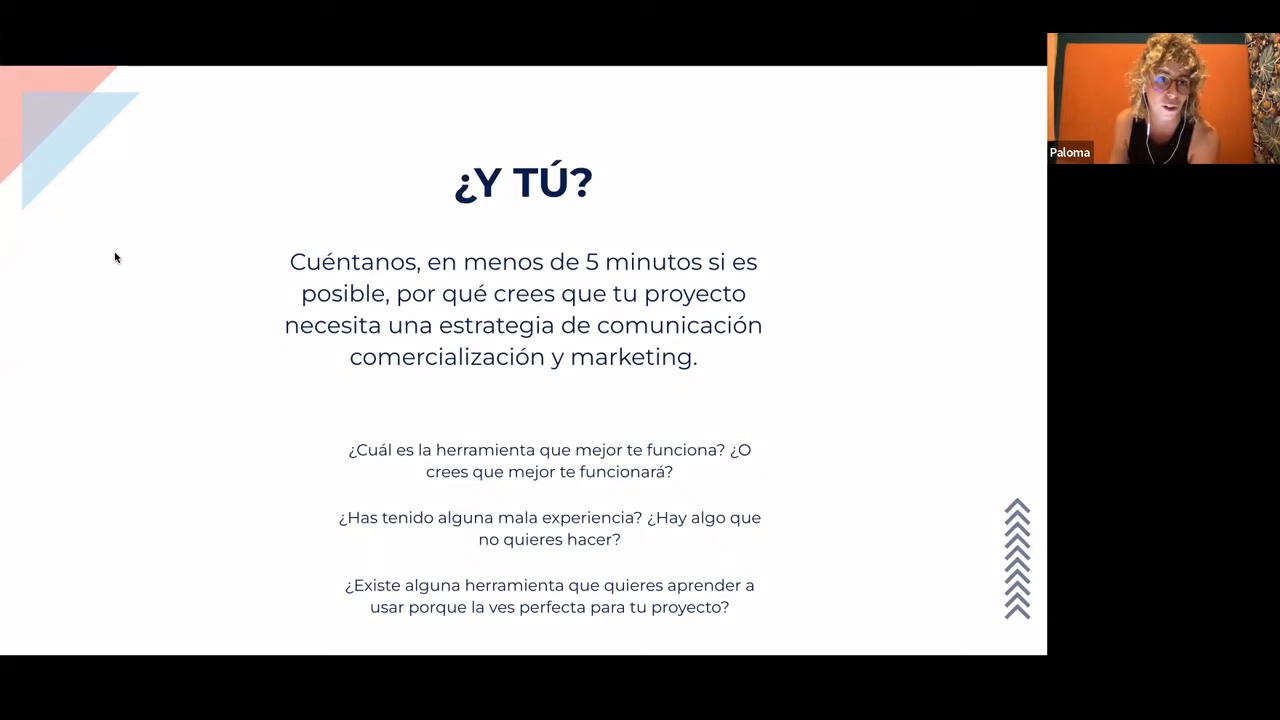 ¿Y TÚ?
Cuéntanos, en menos de 5 minutos si es
posible, por qué crees que tu proyecto
necesita una estrategia de comunicación
comercialización y marketing.
¿Cuál es la herramienta que mejor te funciona? ¿O
crees que mejor te funcionará?
¿Has tenido alguna mala experiencia? ¿Hay algo que
no quieres hacer?
¿Existe alguna herramienta que quieres aprender a
usar porque la ves perfecta para tu proyecto?
Paloma